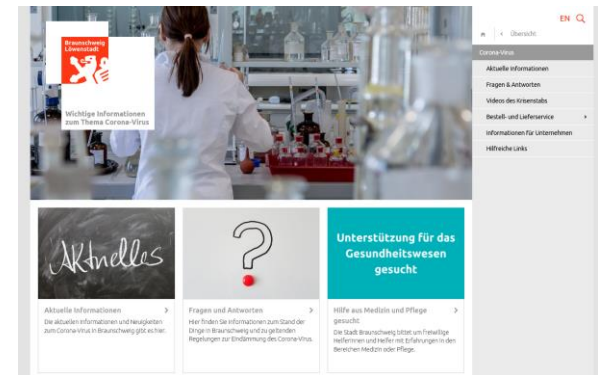 Braunschweig
Löwenstadt
Wichtige Informationen
zum Thema Corona-Virus
EN
Übersicht
Corona-Virus
Aktuelle Informationen
Fragen & Antworten
Videos des Krisenstabs
Bestell- und Lieferservice
Informationen für Unternehmen
Hilfreiche Links
Aktuelles
?
Unterstützung für das
Gesundheitswesen
gesucht
Aktuelle Informationen
Die aktuellen Informationen und Neuigkeiten
zum Corona-Virus in Braunschweig gibt es hier.
Fragen und Antworten
Hier finden Sie Informationen zum Stand der
Dinge in Braunschweig und zu geltenden
Regelungen zur Eindämmung des Corona-Virus.
Hilfe aus Medizin und Pflege
gesucht
Die Stadt Braunschweig bittet um freiwillige
Helferinnen und Helfer mit Erfahrungen in den
Bereichen Medizin oder Pflege.